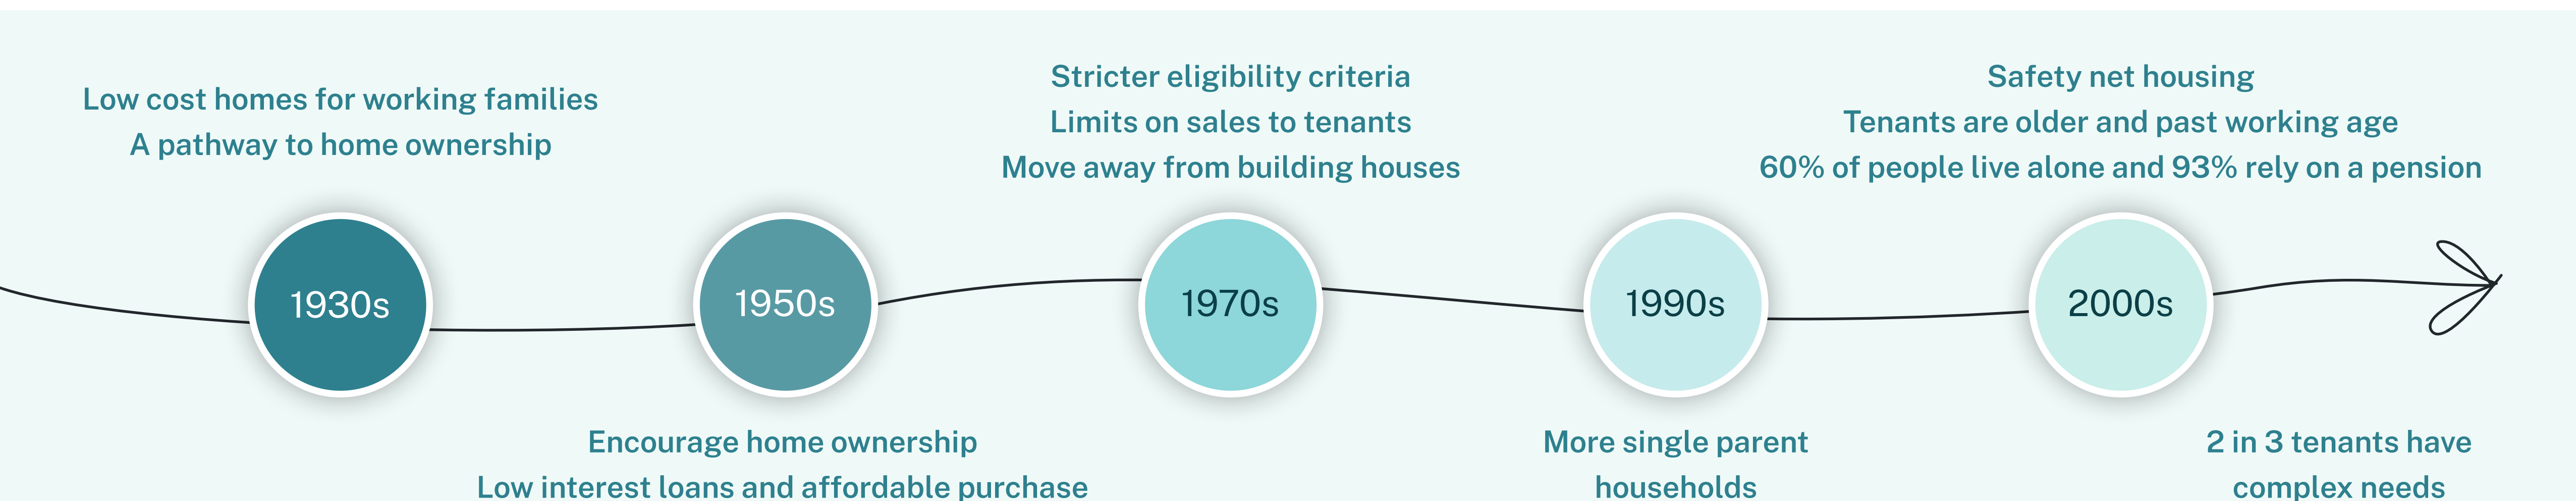 Low cost homes for working families
A pathway to home ownership
1930s
1950s
Encourage home ownership
Low interest loans and affordable purchase
Stricter eligibility criteria
Limits on sales to tenants
Move away from building houses
1970s
1990s
More single parent
households
Safety net housing
Tenants are older and past working age
60% of people live alone and 93% rely on a pension
2000s
2 in 3 tenants have
complex needs